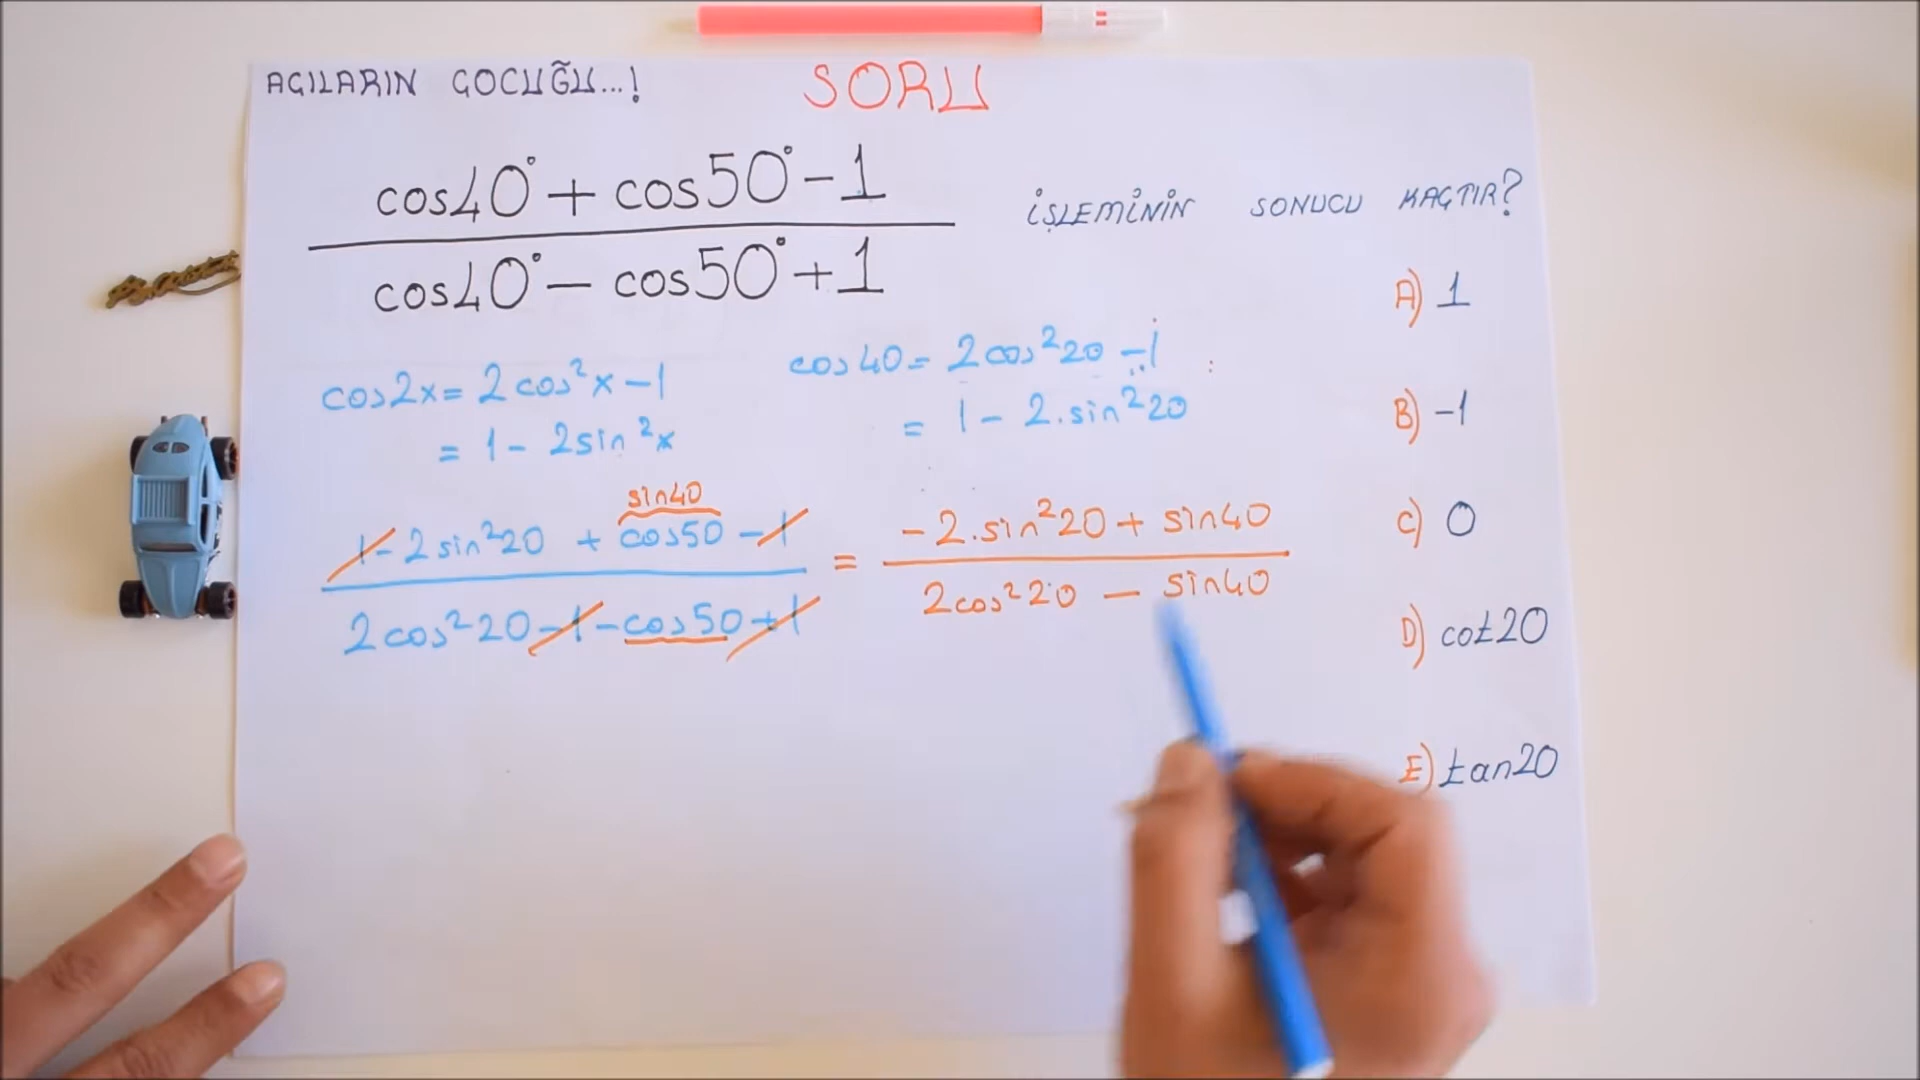 AÇILARIN ÇOCUĞU...!
SORU
cos40° + cos50° - 1
cos40° - cos50° + 1
İŞLEMİNİN SONUCU KAÇTIR?
A) 1
B) -1
C) 0
D) cot20
E) tan20
cos2x = 2cos²x - 1
= 1 - 2sin²x
cos40 = 2cos²20 - 1
= 1 - 2.sin²20
sin40
1 - 2sin²20 + cos50 - 1
2cos²20 - 1 - cos50 + 1
=
-2.sin²20 + sin40
2cos²20 - sin40